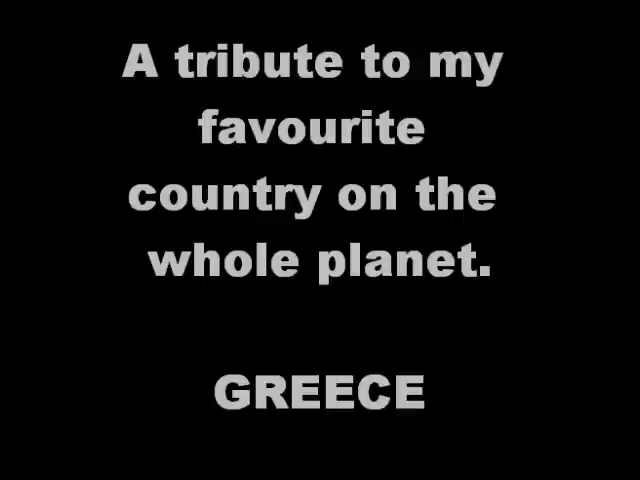 A tribute to my
favourite
country on the
whole planet.
GREECE